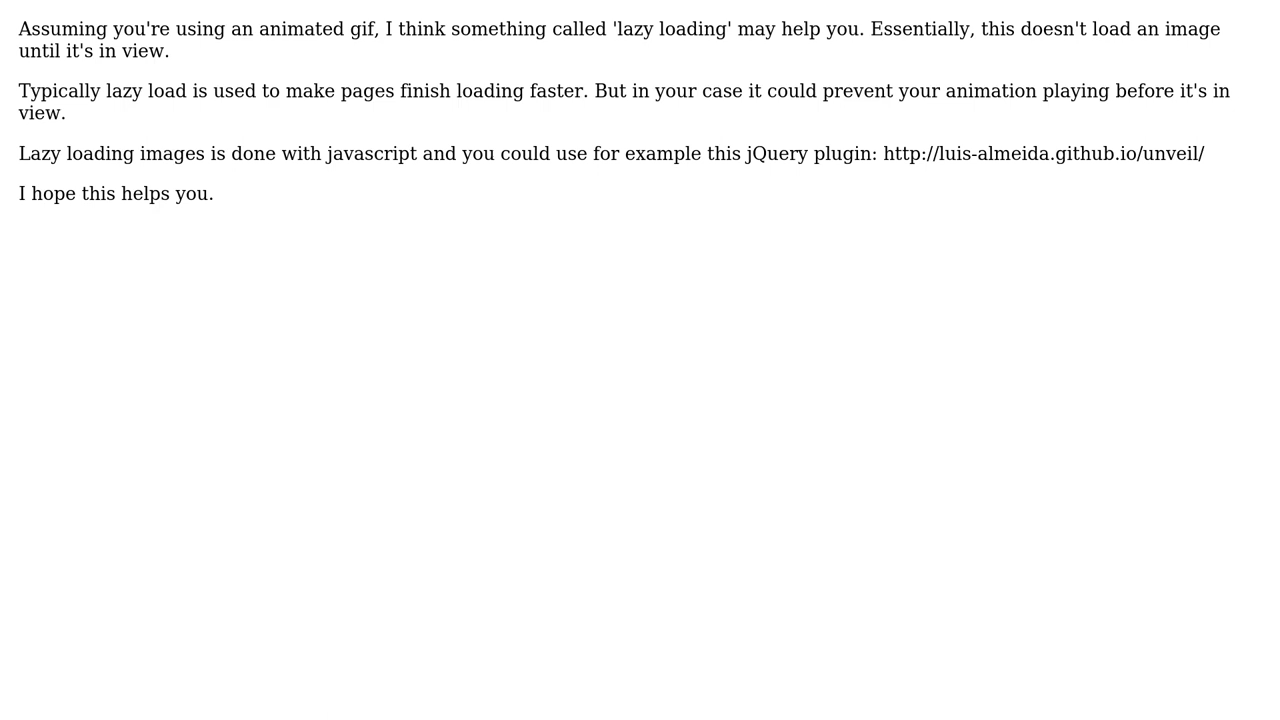 Assuming you're using an animated gif, I think something called 'lazy loading' may help you. Essentially, this doesn't load an image
until it's in view.
Typically lazy load is used to make pages finish loading faster. But in your case it could prevent your animation playing before it's in
view.
Lazy loading images is done with javascript and you could use for example this jQuery plugin: http://luis-almeida.github.io/unveil/
I hope this helps you.